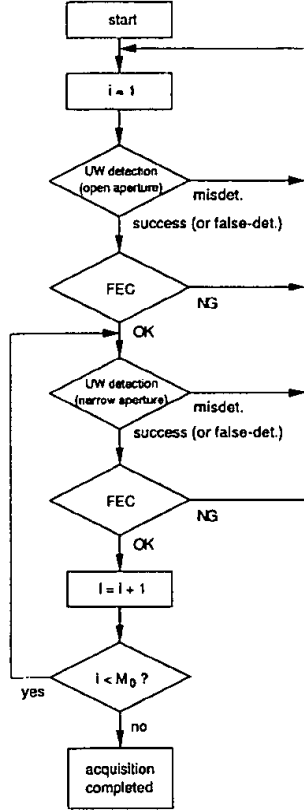 start
i = 1
UW detection
(open aperture)
misdet.
success (or false-det.)
FEC
NG
OK
UW detection
(narrow aperture)
misdet.
success (or false-det.)
FEC
NG
OK
i = i + 1
i < M₀ ?
yes
no
acquisition
completed